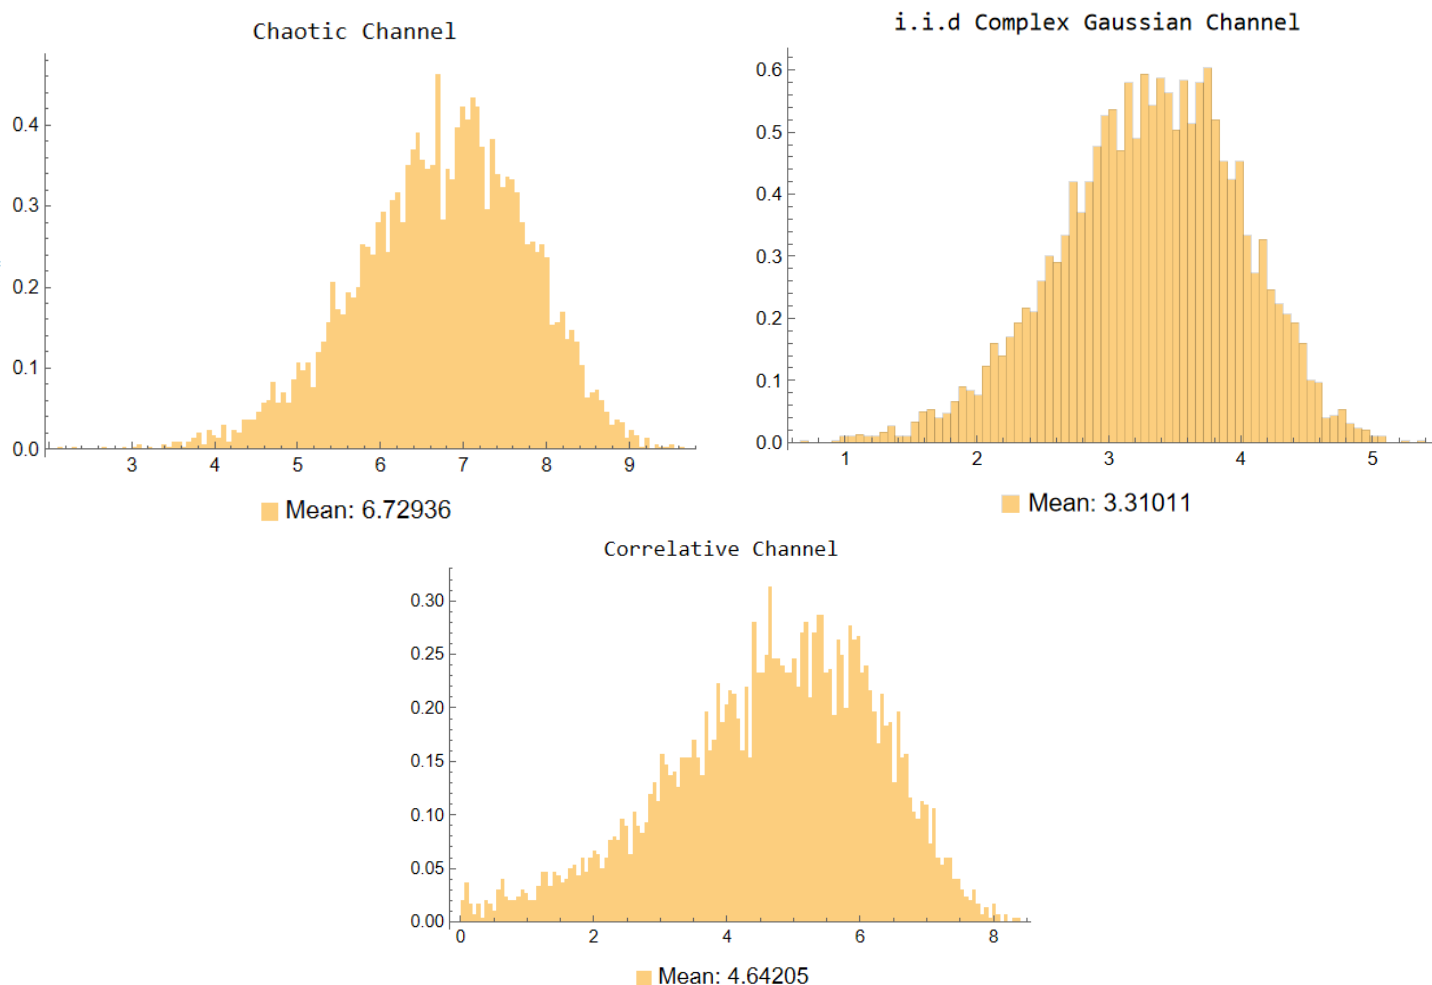 Chaotic Channel
0.4
0.3
0.2
0.1
0.0
3 4 5 6 7 8 9
Mean: 6.72936
i.i.d Complex Gaussian Channel
0.6
0.5
0.4
0.3
0.2
0.1
0.0
1 2 3 4 5
Mean: 3.31011
Correlative Channel
0.30
0.25
0.20
0.15
0.10
0.05
0.00
0 2 4 6 8
Mean: 4.64205